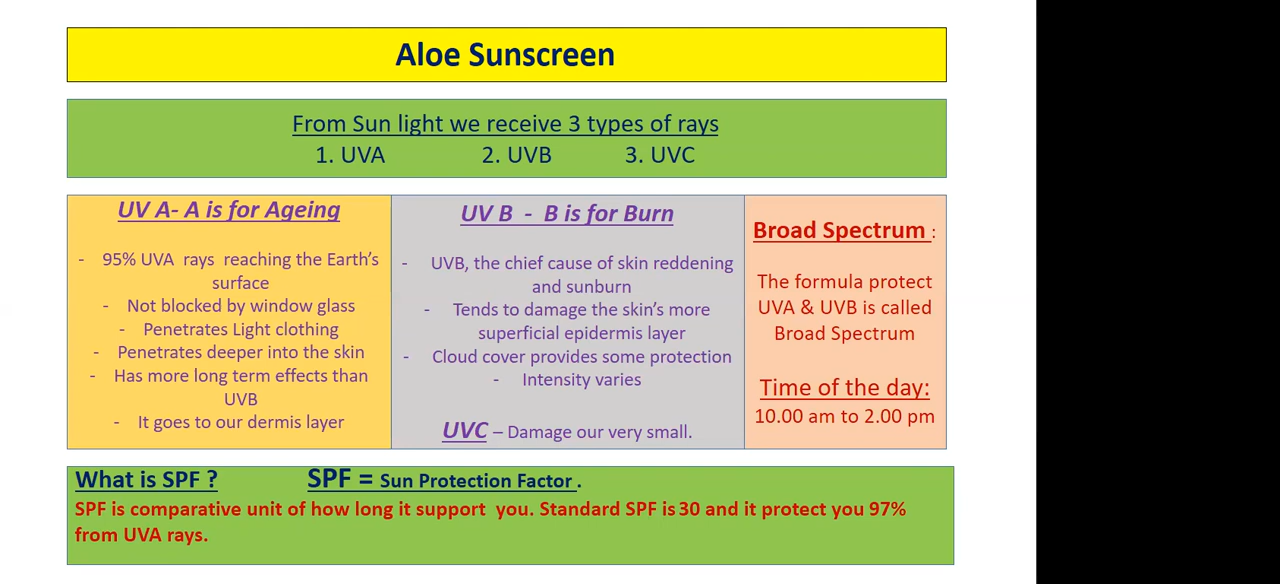 Aloe Sunscreen
From Sun light we receive 3 types of rays
1. UVA 2. UVB 3. UVC
UV A- A is for Ageing
- 95% UVA rays reaching the Earth's
surface
- Not blocked by window glass
- Penetrates Light clothing
- Penetrates deeper into the skin
- Has more long term effects than
UVB
- It goes to our dermis layer
UV B - B is for Burn
- UVB, the chief cause of skin reddening
and sunburn
- Tends to damage the skin's more
superficial epidermis layer
- Cloud cover provides some protection
- Intensity varies
UVC – Damage our very small.
Broad Spectrum :
The formula protect
UVA & UVB is called
Broad Spectrum
Time of the day:
10.00 am to 2.00 pm
What is SPF ? SPF = Sun Protection Factor .
SPF is comparative unit of how long it support you. Standard SPF is 30 and it protect you 97%
from UVA rays.